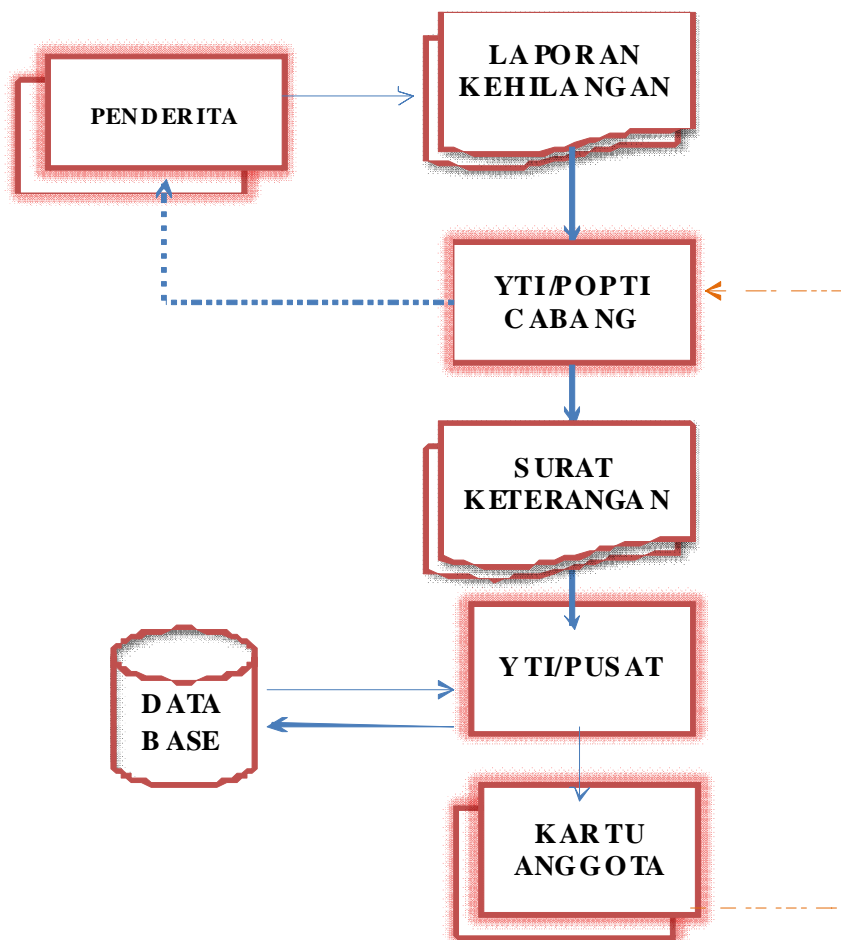 LAPORAN
KEHILANGAN
PENDERITA
YTI/POPTI
CABANG
SURAT
KETERANGAN
YTI/PUSAT
DATA
BASE
KARTU
ANGGOTA